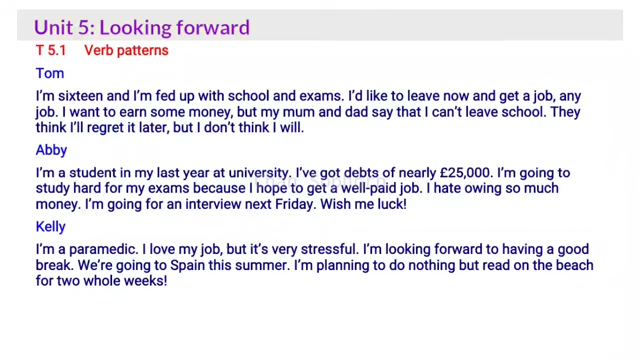 Unit 5: Looking forward
T 5.1 Verb patterns
Tom
I'm sixteen and I'm fed up with school and exams. I'd like to leave now and get a job, any
job. I want to earn some money, but my mum and dad say that I can't leave school. They
think I'll regret it later, but I don't think I will.
Abby
I'm a student in my last year at university. I've got debts of nearly £25,000. I'm going to
study hard for my exams because I hope to get a well-paid job. I hate owing so much
money. I'm going for an interview next Friday. Wish me luck!
Kelly
I'm a paramedic. I love my job, but it's very stressful. I'm looking forward to having a good
break. We're going to Spain this summer. I'm planning to do nothing but read on the beach
for two whole weeks!